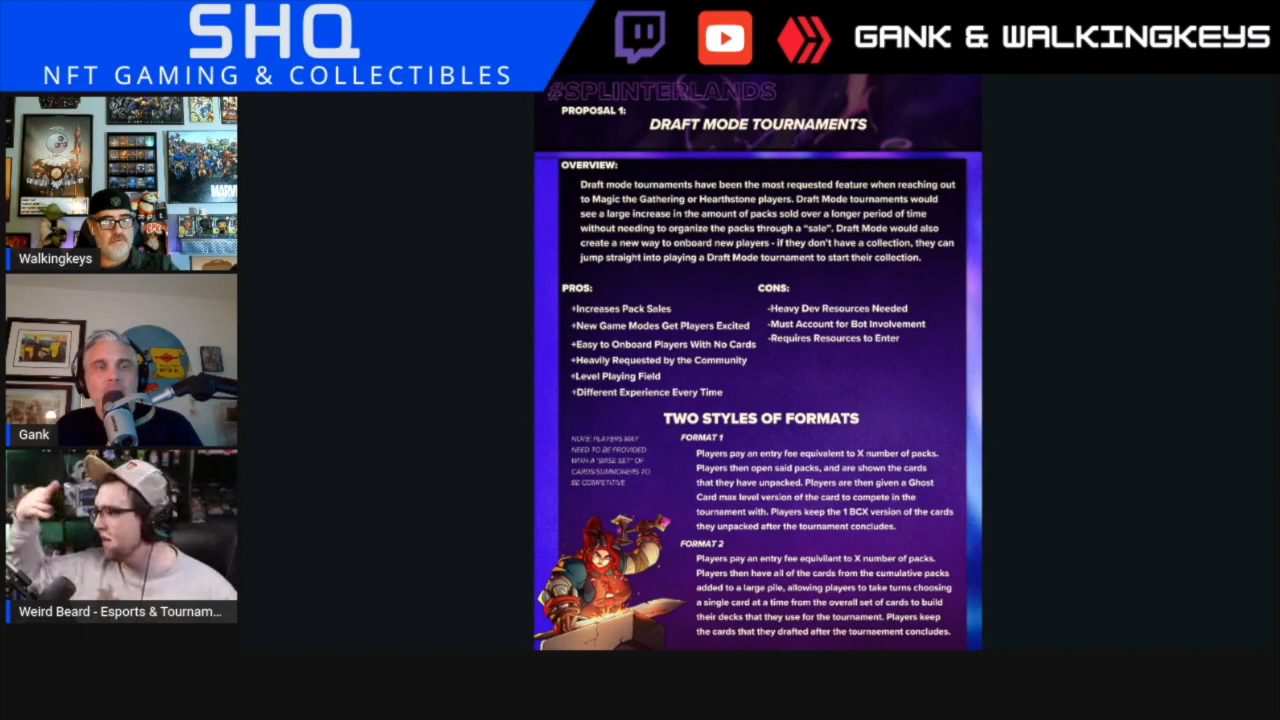 SHQ
NFT GAMING & COLLECTIBLES
GANK & WALKINGKEYS
Walkingkeys
Gank
Weird Beard - Esports & Tournam...
#SPLINTERLANDS
PROPOSAL 1:
DRAFT MODE TOURNAMENTS
OVERVIEW:
Draft mode tournaments have been the most requested feature when reaching out
to Magic the Gathering or Hearthstone players. Draft Mode tournaments would
see a large increase in the amount of packs sold over a longer period of time
without needing to organize the packs through a "sale". Draft Mode would also
create a new way to onboard new players - if they don't have a collection, they can
jump straight into playing a Draft Mode tournament to start their collection.
PROS:
+Increases Pack Sales
+New Game Modes Get Players Excited
+Easy to Onboard Players With No Cards
+Heavily Requested by the Community
+Level Playing Field
+Different Experience Every Time
CONS:
-Heavy Dev Resources Needed
-Must Account for Bot Involvement
-Requires Resources to Enter
TWO STYLES OF FORMATS
NOTE: PLAYERS MAY
NEED TO BE PROVIDED
WITH A "BASE SET" OF
CARDS/SUMMONERS TO
BE COMPETITIVE
FORMAT 1
Players pay an entry fee equivalent to X number of packs.
Players then open said packs, and are shown the cards
that they have unpacked. Players are then given a Ghost
Card max level version of the card to compete in the
tournament with. Players keep the 1 BCX version of the cards
they unpacked after the tournament concludes.
FORMAT 2
Players pay an entry fee equivilant to X number of packs.
Players then have all of the cards from the cumulative packs
added to a large pile, allowing players to take turns choosing
a single card at a time from the overall set of cards to build
their decks that they use for the tournament. Players keep
the cards that they drafted after the tournaement concludes.